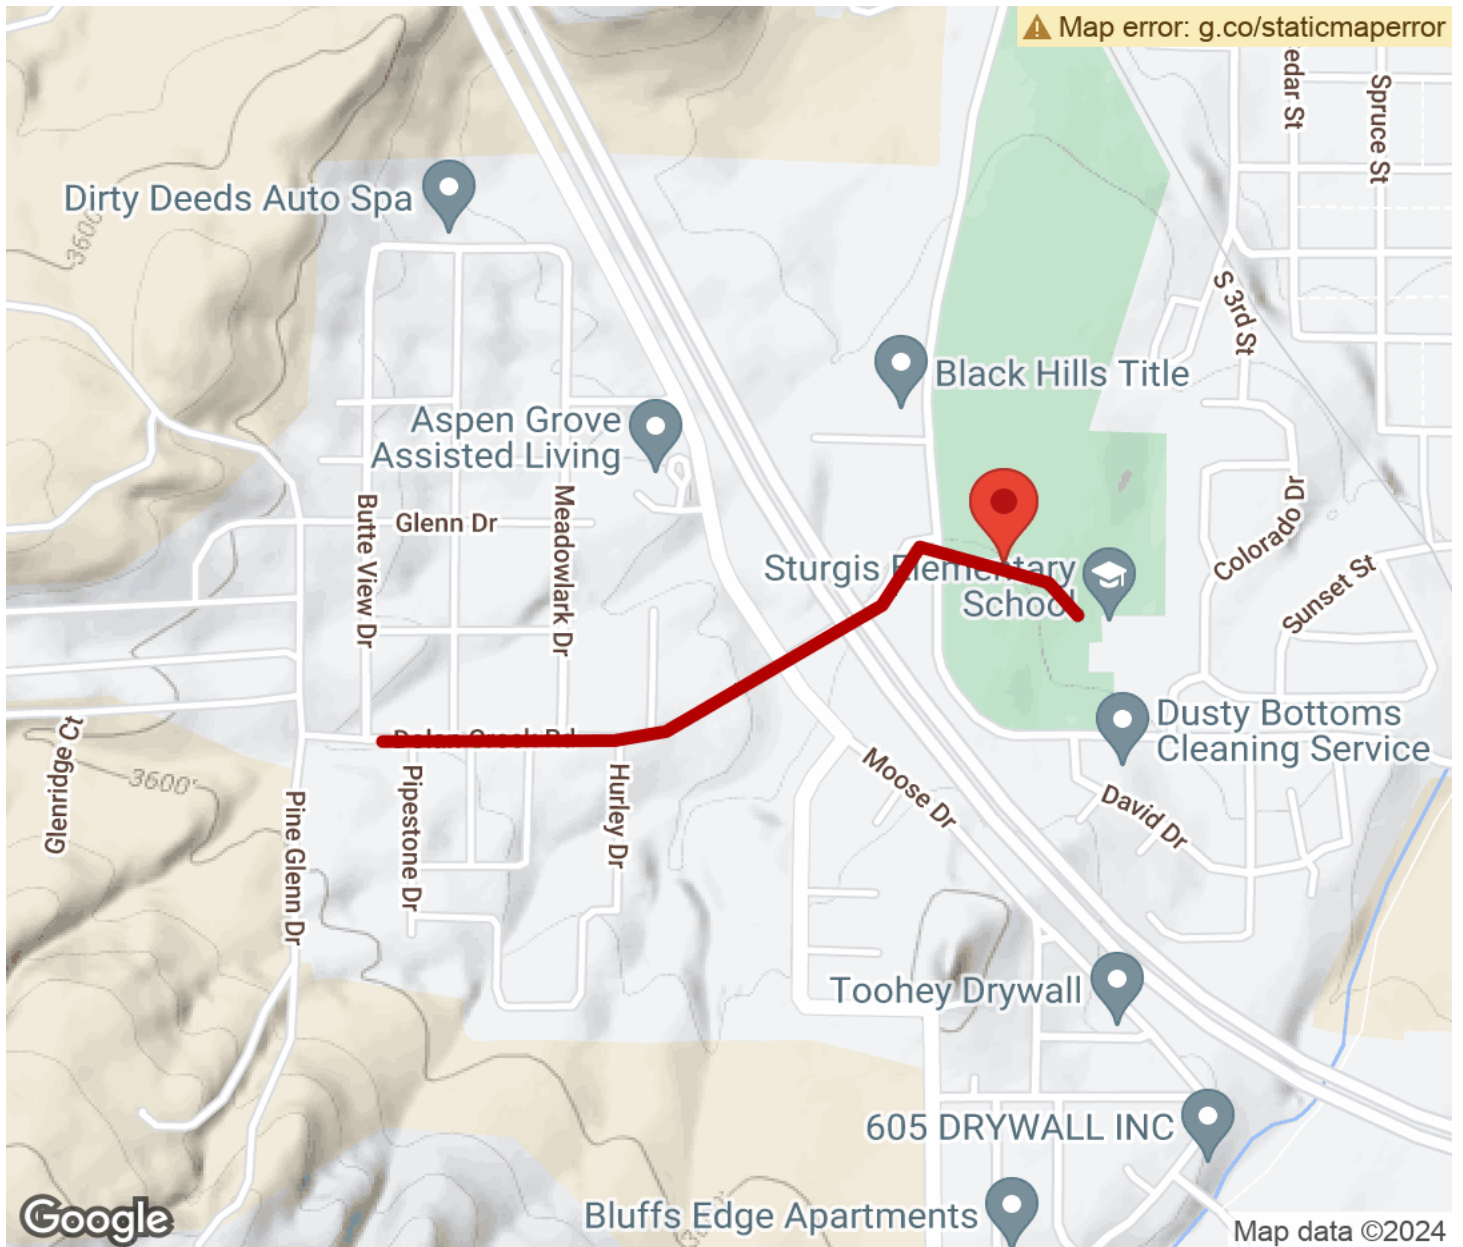 Map error: g.co/staticmaperror
Spruce St
Dirty Deeds Auto Spa
3600'
S 3rd St
Black Hills Title
Aspen Grove
Assisted Living
Butte View Dr
Glenn Dr
Meadowlark Dr
Colorado Dr
Sturgis Elementary
School
Sunset St
Dusty Bottoms
Cleaning Service
Glenridge Ct
3600'
Pine Glenn Dr
Pipestone Dr
Hurley Dr
Moose Dr
David Dr
Toohey Drywall
605 DRYWALL INC
Bluffs Edge Apartments
Google
Map data ©2024